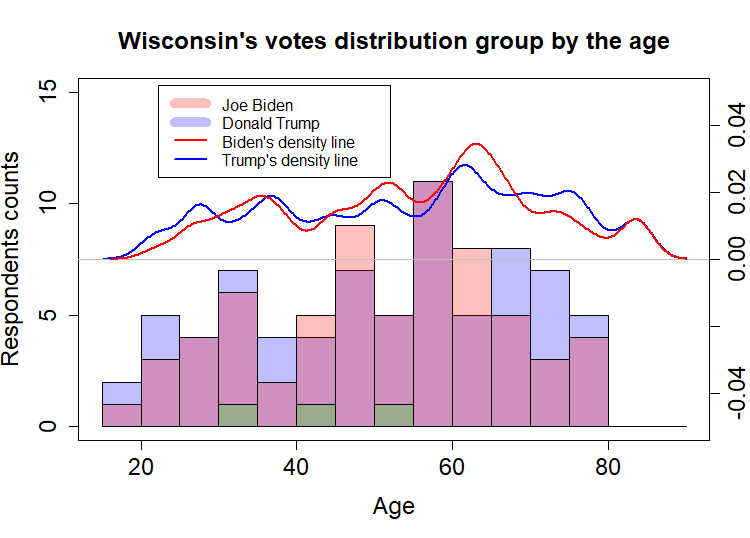 Wisconsin's votes distribution group by the age
Joe Biden
Donald Trump
Biden's density line
Trump's density line
Respondents counts
15
10
5
0
0.04
0.02
0.00
-0.04
20
40
60
80
Age